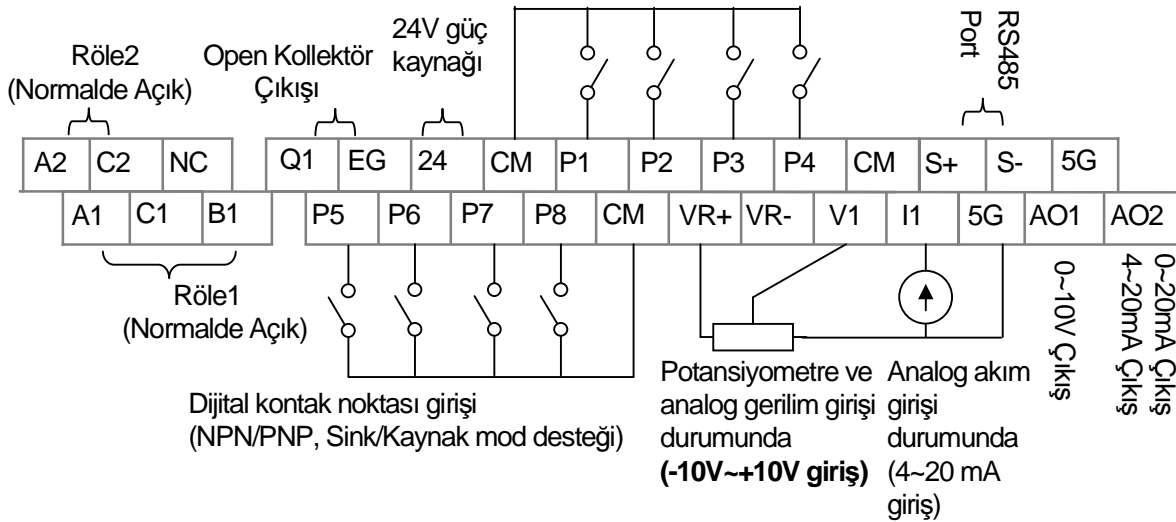 Röle2
(Normalde Açık)
Open Kollektör
Çıkışı
24V güç
kaynağı
RS485
Port
A2 C2 NC Q1 EG 24 CM P1 P2 P3 P4 CM S+ S- 5G
A1 C1 B1 P5 P6 P7 P8 CM VR+ VR- V1 I1 5G AO1 AO2
Röle1
(Normalde Açık)
Dijital kontak noktası girişi
(NPN/PNP, Sink/Kaynak mod desteği)
Potansiyometre ve
analog gerilim girişi
durumunda
(-10V~+10V giriş)
Analog akım
girişi
durumunda
(4~20 mA
giriş)
0~10V Çıkış
0~20mA Çıkış
4~20mA Çıkış